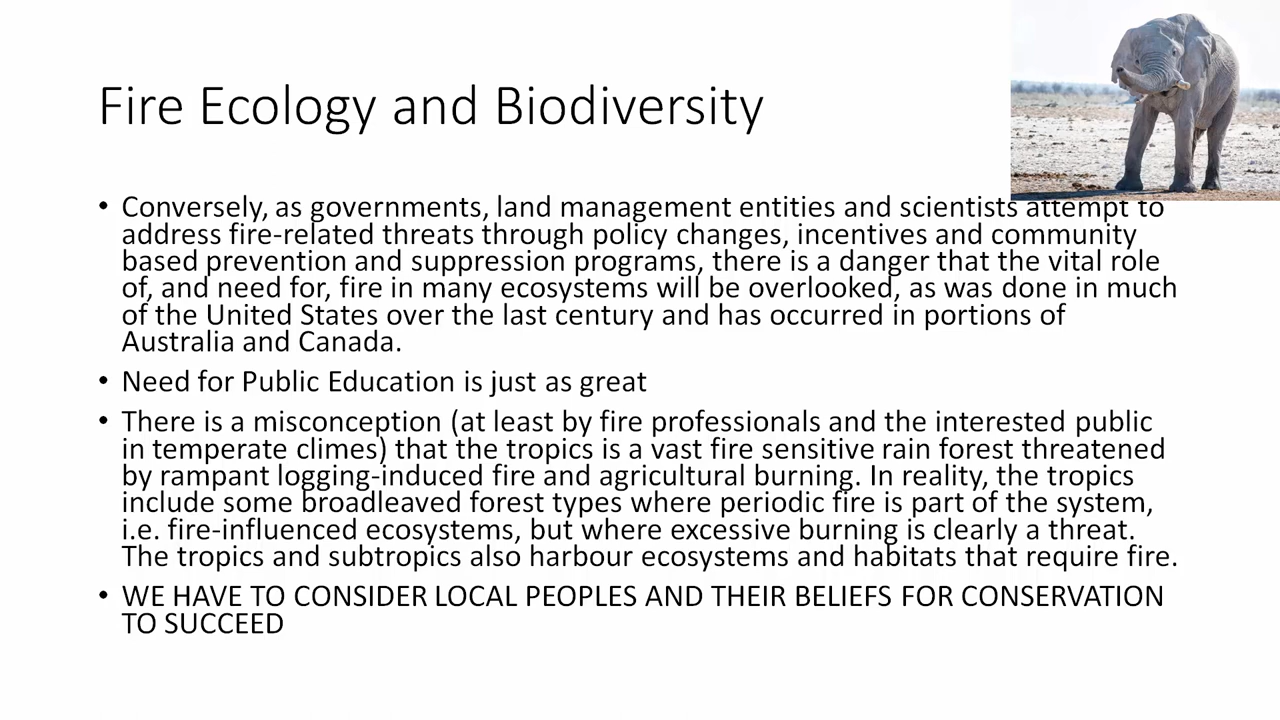 Fire Ecology and Biodiversity
• Conversely, as governments, land management entities and scientists attempt to
address fire-related threats through policy changes, incentives and community
based prevention and suppression programs, there is a danger that the vital role
of, and need for, fire in many ecosystems will be overlooked, as was done in much
of the United States over the last century and has occurred in portions of
Australia and Canada.
• Need for Public Education is just as great
• There is a misconception (at least by fire professionals and the interested public
in temperate climes) that the tropics is a vast fire sensitive rain forest threatened
by rampant logging-induced fire and agricultural burning. In reality, the tropics
include some broadleaved forest types where periodic fire is part of the system,
i.e. fire-influenced ecosystems, but where excessive burning is clearly a threat.
The tropics and subtropics also harbour ecosystems and habitats that require fire.
• WE HAVE TO CONSIDER LOCAL PEOPLES AND THEIR BELIEFS FOR CONSERVATION
TO SUCCEED